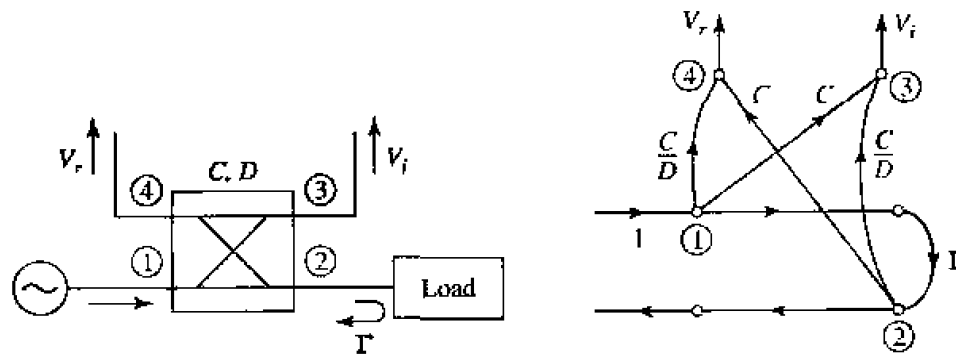 V_r
V_i
C, D
④ ③
① ②
Load
Γ
V_r
V_i
④ ③
C C
C/D
C/D
1
①
Γ
②